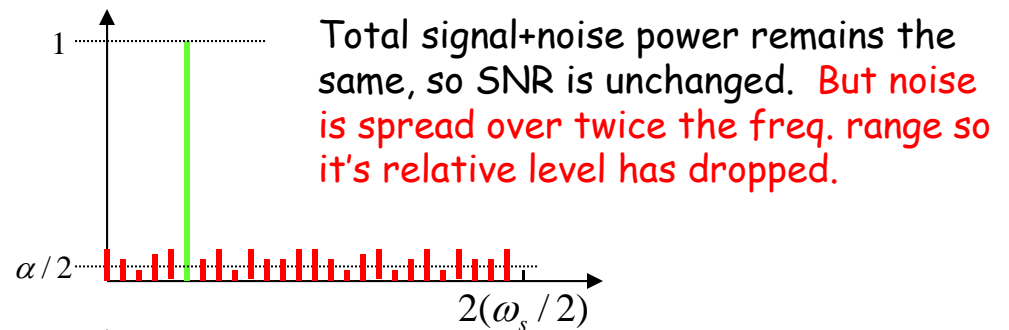 1
Total signal+noise power remains the
same, so SNR is unchanged. But noise
is spread over twice the freq. range so
it's relative level has dropped.
α/2
2(ω_s/2)